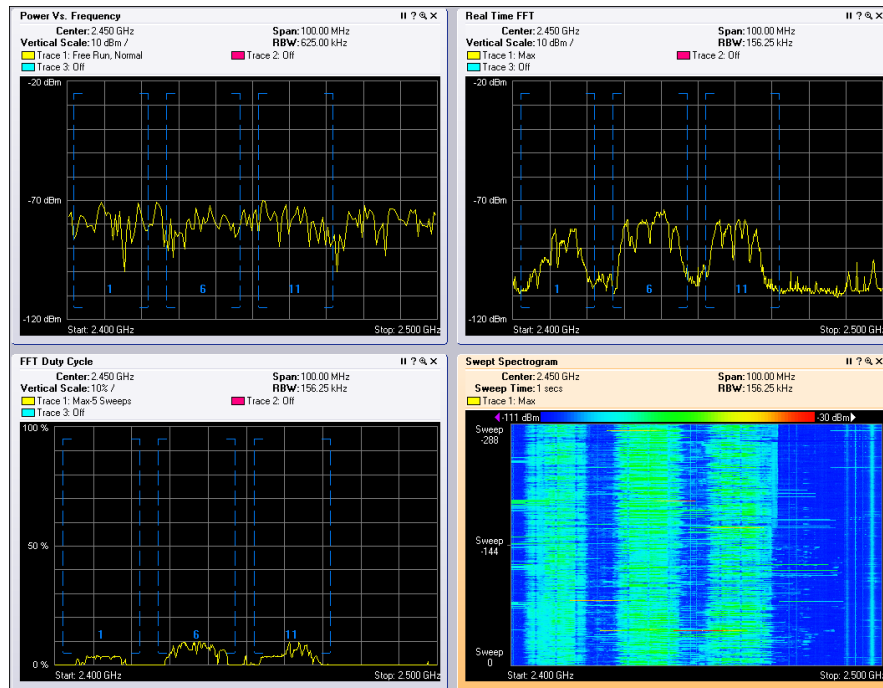 Power Vs. Frequency
Center: 2.450 GHz Span: 100.00 MHz
Vertical Scale: 10 dBm / RBW: 625.00 kHz
Trace 1: Free Run, Normal Trace 2: Off
Trace 3: Off
-20 dBm
-70 dBm
1 6 11
-120 dBm
Start: 2.400 GHz Stop: 2.500 GHz
Real Time FFT
Center: 2.450 GHz Span: 100.00 MHz
Vertical Scale: 10 dBm / RBW: 156.25 kHz
Trace 1: Max Trace 2: Off
Trace 3: Off
-20 dBm
-70 dBm
1 6 11
-120 dBm
Start: 2.400 GHz Stop: 2.500 GHz
FFT Duty Cycle
Center: 2.450 GHz Span: 100.00 MHz
Vertical Scale: 10% / RBW: 156.25 kHz
Trace 1: Max-5 Sweeps Trace 2: Off
Trace 3: Off
100 %
50 %
1 6 11
0 %
Start: 2.400 GHz Stop: 2.500 GHz
Swept Spectrogram
Center: 2.450 GHz Span: 100.00 MHz
Sweep Time: 1 secs RBW: 156.25 kHz
Trace 1: Max
-111 dBm -30 dBm
Sweep
-288
Sweep
-144
Sweep
0
Start: 2.400 GHz Stop: 2.500 GHz